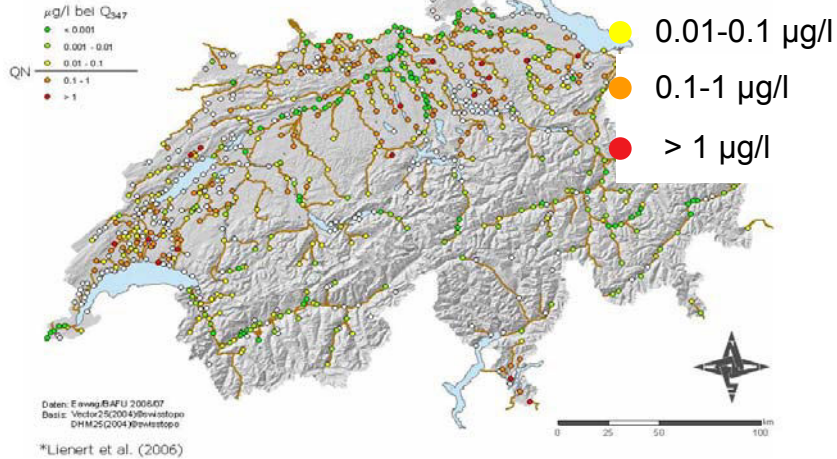 µg/l bei Q347
< 0.001
0.001 - 0.01
0.01 - 0.1
QN
0.1 - 1
> 1
0.01-0.1 µg/l
0.1-1 µg/l
> 1 µg/l
Daten: Eawag/BAFU 2006/07
Basis: Vector25(2004)©swisstopo
DHM25(2004)©swisstopo
km
0 25 50 100
*Lienert et al. (2006)